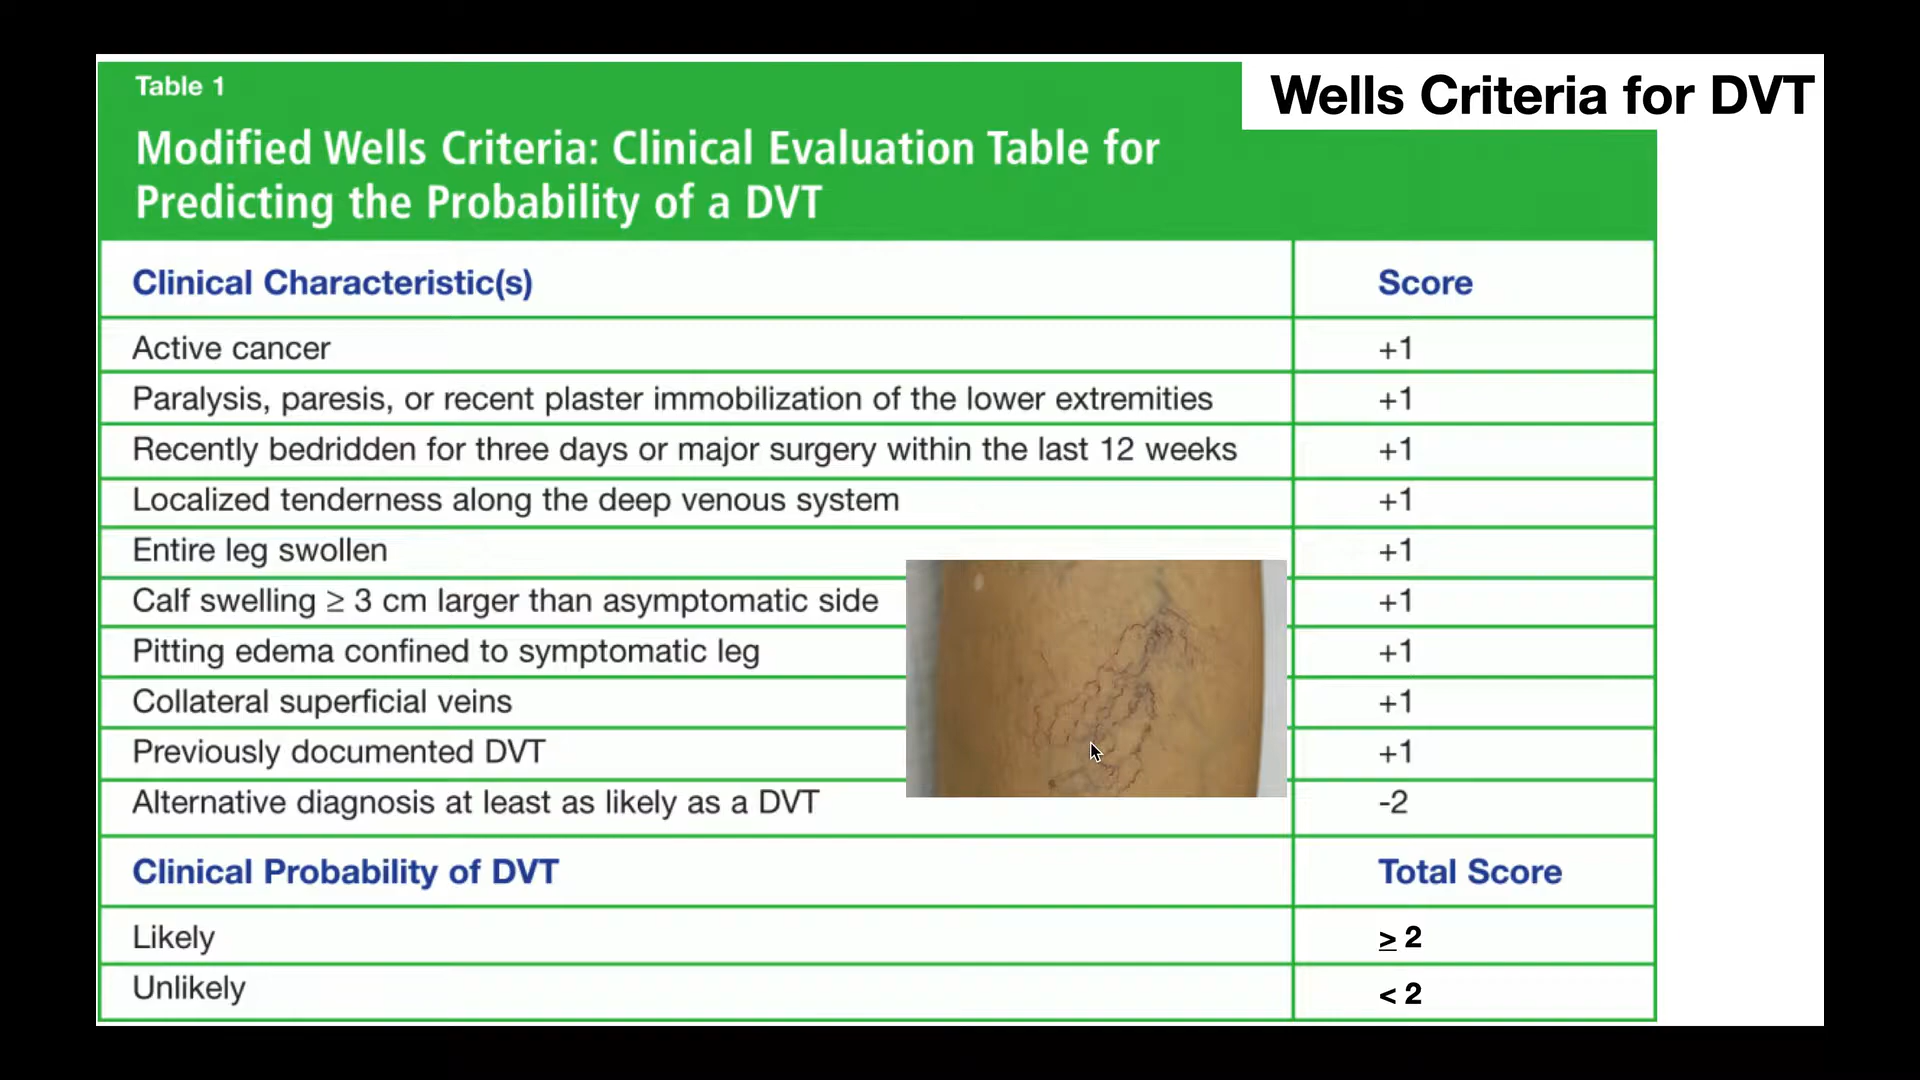 Wells Criteria for DVT
Table 1
Modified Wells Criteria: Clinical Evaluation Table for
Predicting the Probability of a DVT
Clinical Characteristic(s) Score
Active cancer +1
Paralysis, paresis, or recent plaster immobilization of the lower extremities +1
Recently bedridden for three days or major surgery within the last 12 weeks +1
Localized tenderness along the deep venous system +1
Entire leg swollen +1
Calf swelling ≥ 3 cm larger than asymptomatic side +1
Pitting edema confined to symptomatic leg +1
Collateral superficial veins +1
Previously documented DVT +1
Alternative diagnosis at least as likely as a DVT -2
Clinical Probability of DVT Total Score
Likely ≥ 2
Unlikely < 2